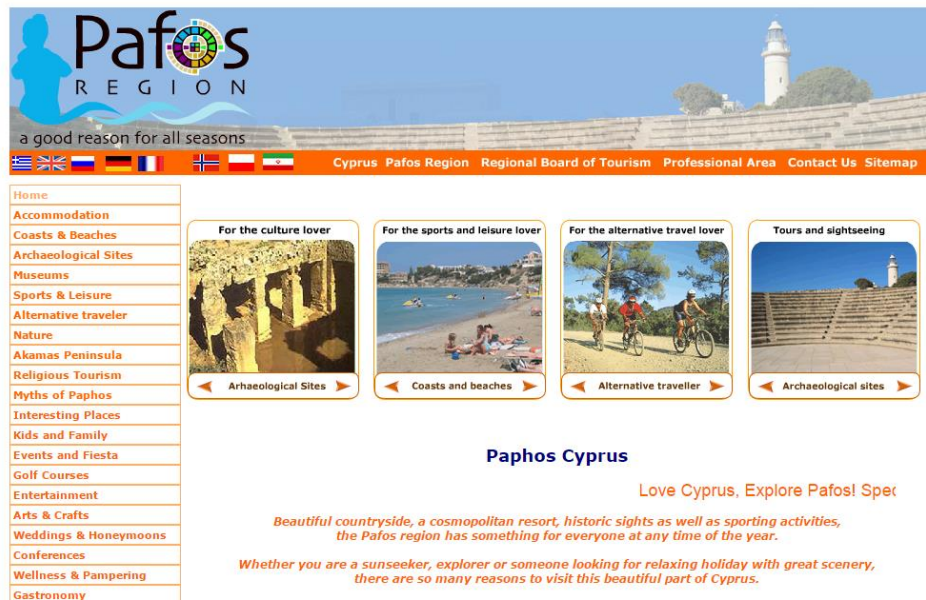 Pafos
REGION
a good reason for all seasons
Cyprus Pafos Region Regional Board of Tourism Professional Area Contact Us Sitemap
Home
Accommodation
Coasts & Beaches
Archaeological Sites
Museums
Sports & Leisure
Alternative traveler
Nature
Akamas Peninsula
Religious Tourism
Myths of Paphos
Interesting Places
Kids and Family
Events and Fiesta
Golf Courses
Entertainment
Arts & Crafts
Weddings & Honeymoons
Conferences
Wellness & Pampering
Gastronomy
For the culture lover
Arhaeological Sites
For the sports and leisure lover
Coasts and beaches
For the alternative travel lover
Alternative traveller
Tours and sightseeing
Archaeological sites
Paphos Cyprus
Love Cyprus, Explore Pafos! Spec
Beautiful countryside, a cosmopolitan resort, historic sights as well as sporting activities,
the Pafos region has something for everyone at any time of the year.
Whether you are a sunseeker, explorer or someone looking for relaxing holiday with great scenery,
there are so many reasons to visit this beautiful part of Cyprus.